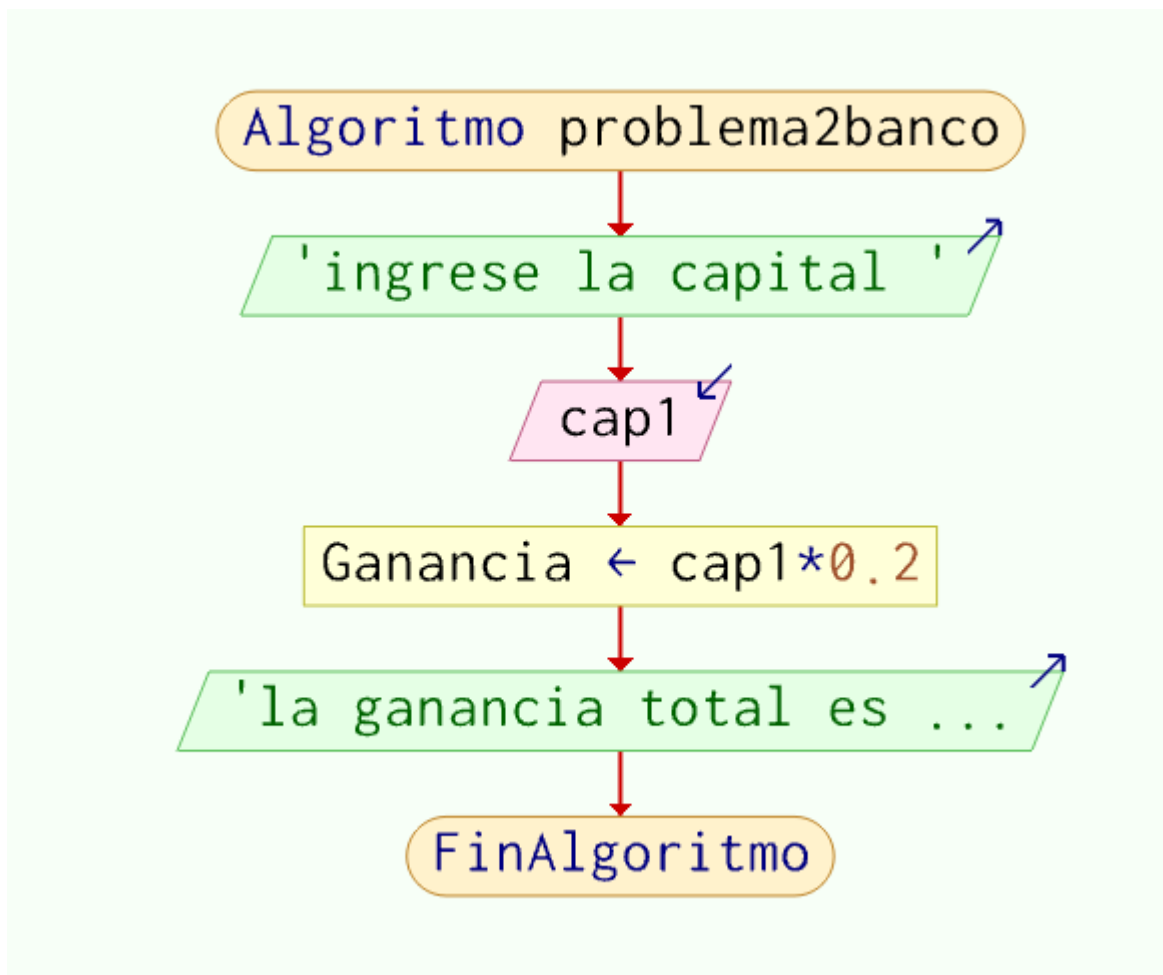 Algoritmo problema2banco
'ingrese la capital '
cap1
Ganancia ← cap1*0.2
'la ganancia total es ...
FinAlgoritmo